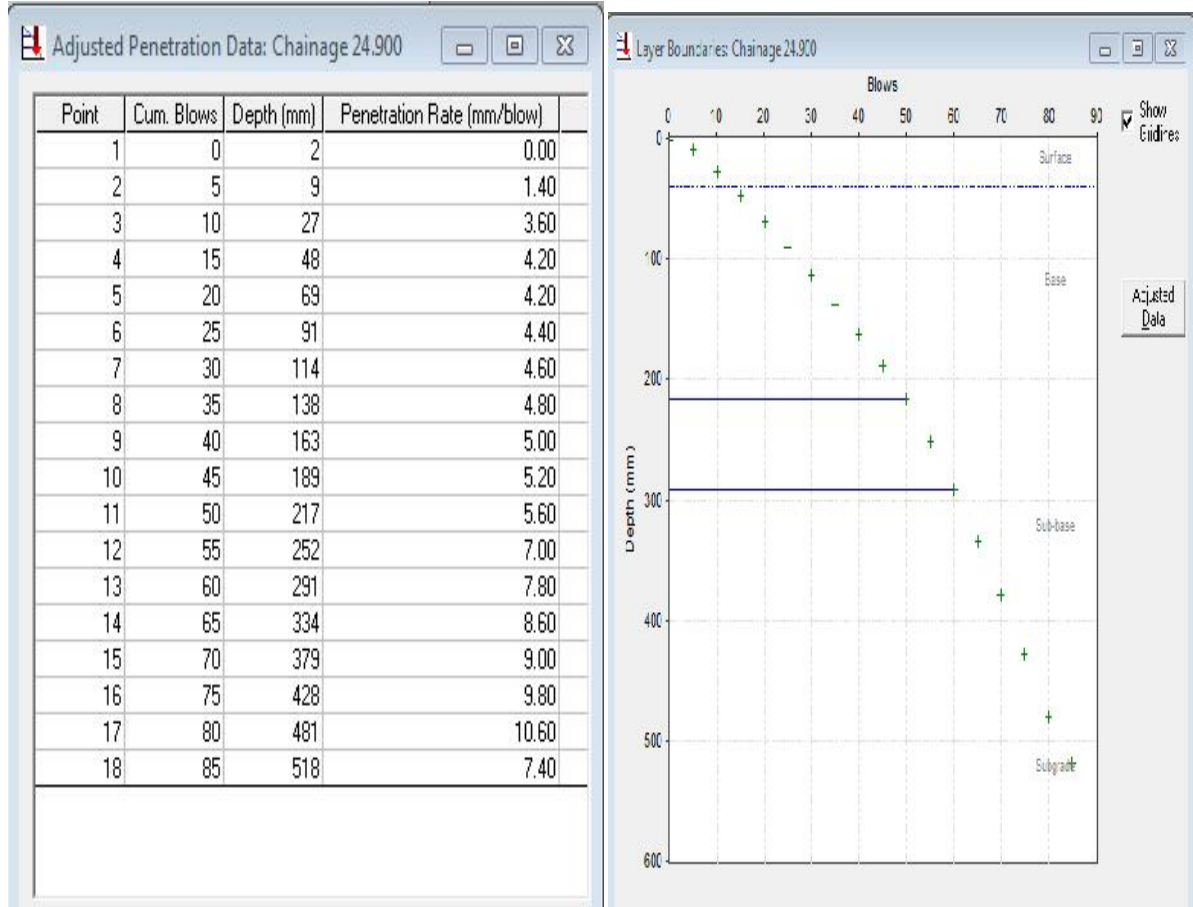 Adjusted Penetration Data: Chainage 24.900
Point Cum. Blows Depth (mm) Penetration Rate (mm/blow)
1 0 2 0.00
2 5 9 1.40
3 10 27 3.60
4 15 48 4.20
5 20 69 4.20
6 25 91 4.40
7 30 114 4.60
8 35 138 4.80
9 40 163 5.00
10 45 189 5.20
11 50 217 5.60
12 55 252 7.00
13 60 291 7.80
14 65 334 8.60
15 70 379 9.00
16 75 428 9.80
17 80 481 10.60
18 85 518 7.40
Layer Boundaries: Chainage 24.900
Blows
0 10 20 30 40 50 60 70 80 90
Show
Gridlines
0
Surface
100
Base
Adjusted
Data
200
Depth (mm)
300
Sub-base
400
500
Subgrade
600